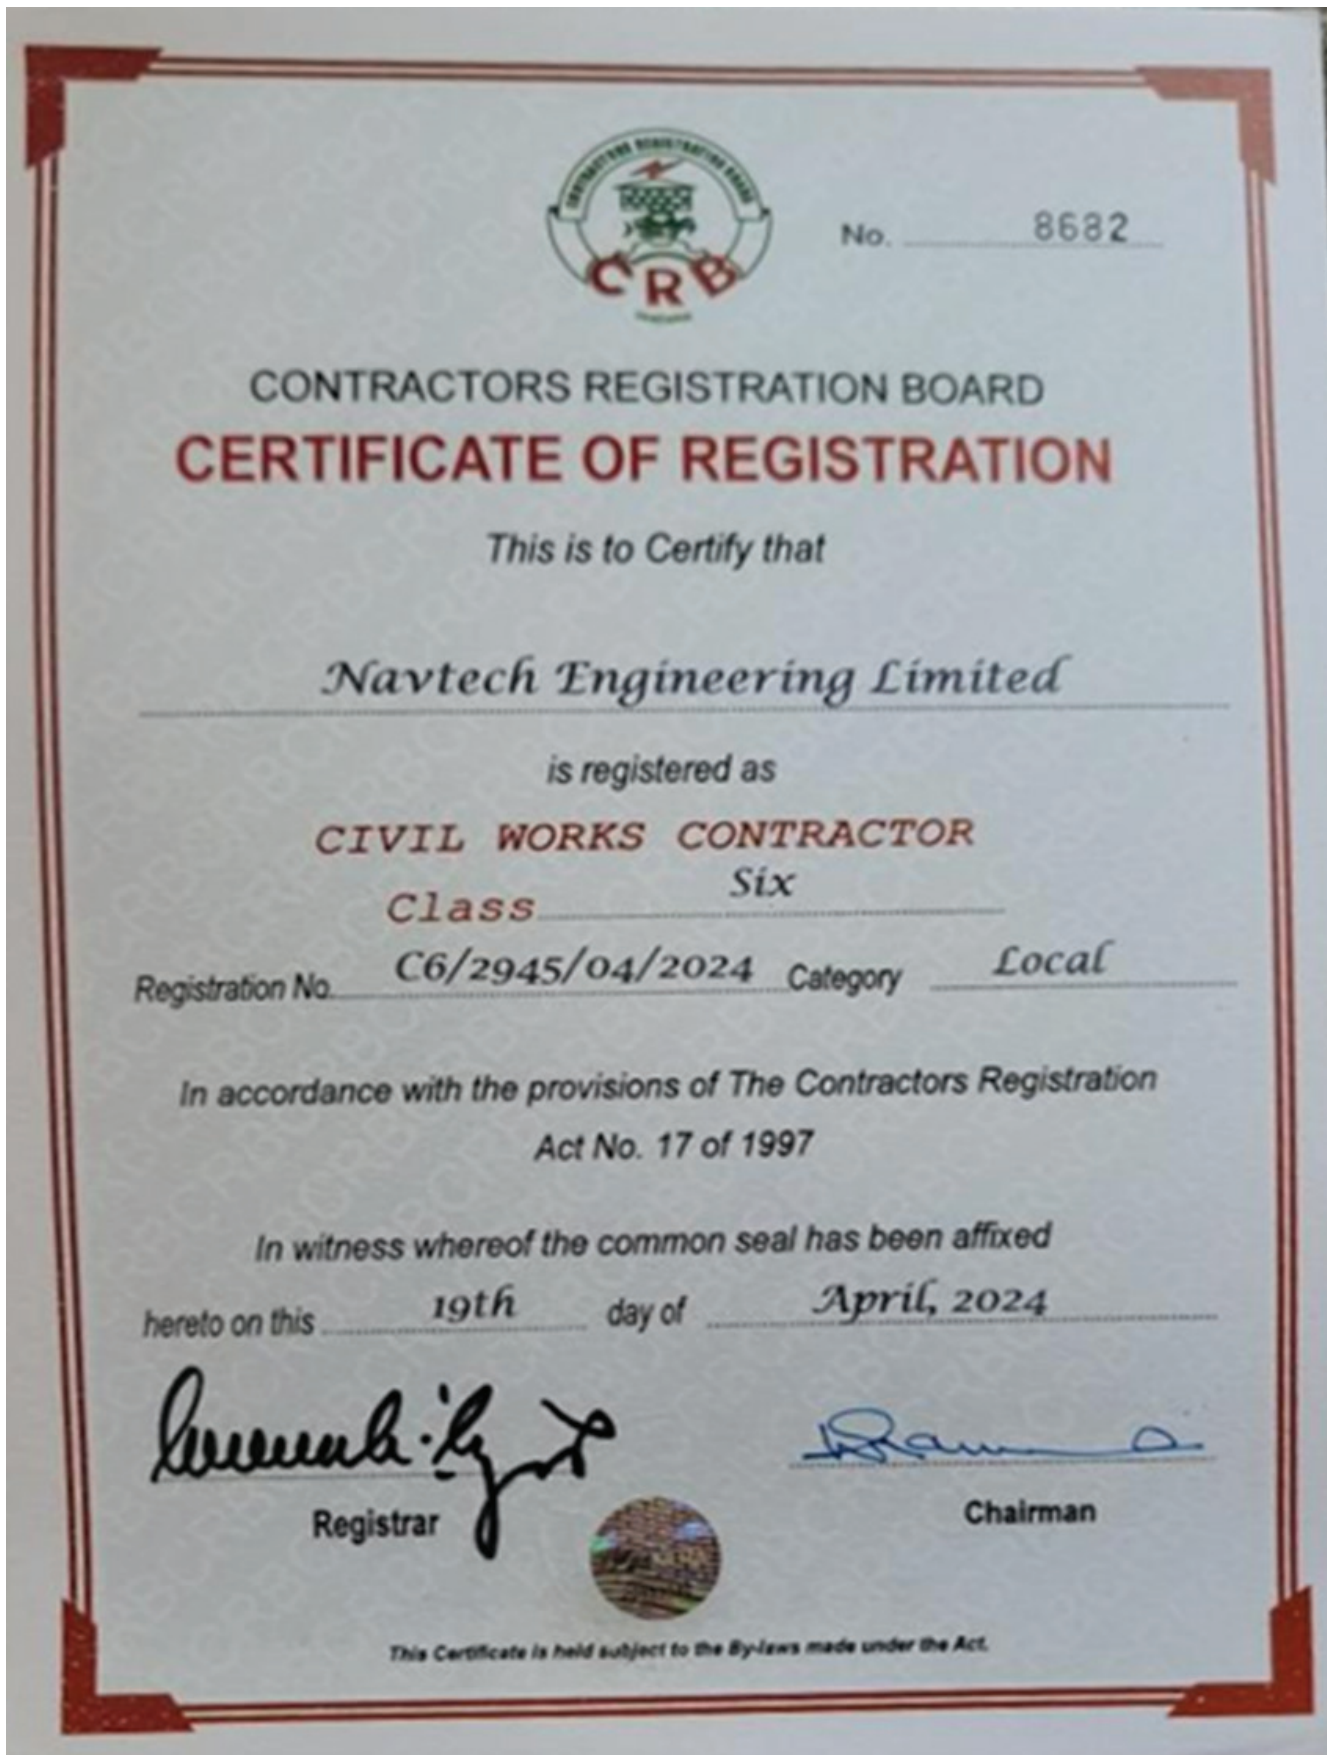 CONTRACTORS REGISTRATION BOARD
CRB
No. 8682
CONTRACTORS REGISTRATION BOARD
CERTIFICATE OF REGISTRATION
This is to Certify that
Navtech Engineering Limited
is registered as
CIVIL WORKS CONTRACTOR
Class Six
Registration No. C6/2945/04/2024 Category Local
In accordance with the provisions of The Contractors Registration
Act No. 17 of 1997
In witness whereof the common seal has been affixed
hereto on this 19th day of April, 2024
Registrar
Chairman
This Certificate is held subject to the By-laws made under the Act.